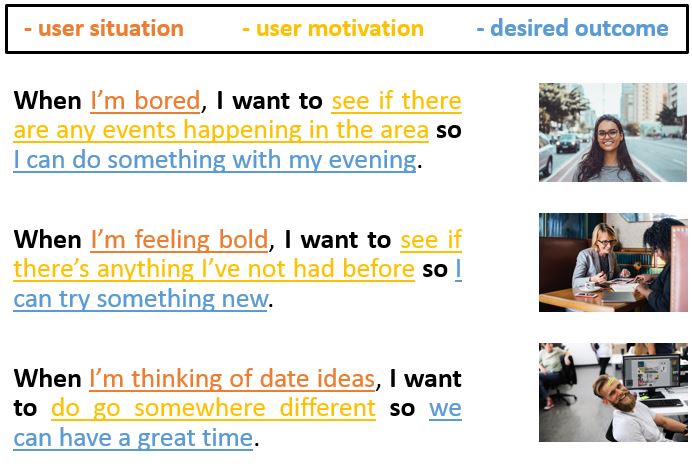 - user situation - user motivation - desired outcome
When I'm bored, I want to see if there
are any events happening in the area so
I can do something with my evening.
When I'm feeling bold, I want to see if
there's anything I've not had before so I
can try something new.
When I'm thinking of date ideas, I want
to do go somewhere different so we
can have a great time.